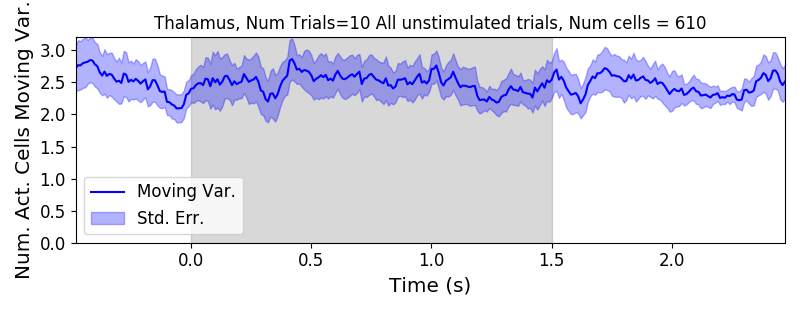 Thalamus, Num Trials=10 All unstimulated trials, Num cells = 610
Num. Act. Cells Moving Var.
3.0
2.5
2.0
1.5
1.0
0.5
0.0
Moving Var.
Std. Err.
0.0 0.5 1.0 1.5 2.0
Time (s)